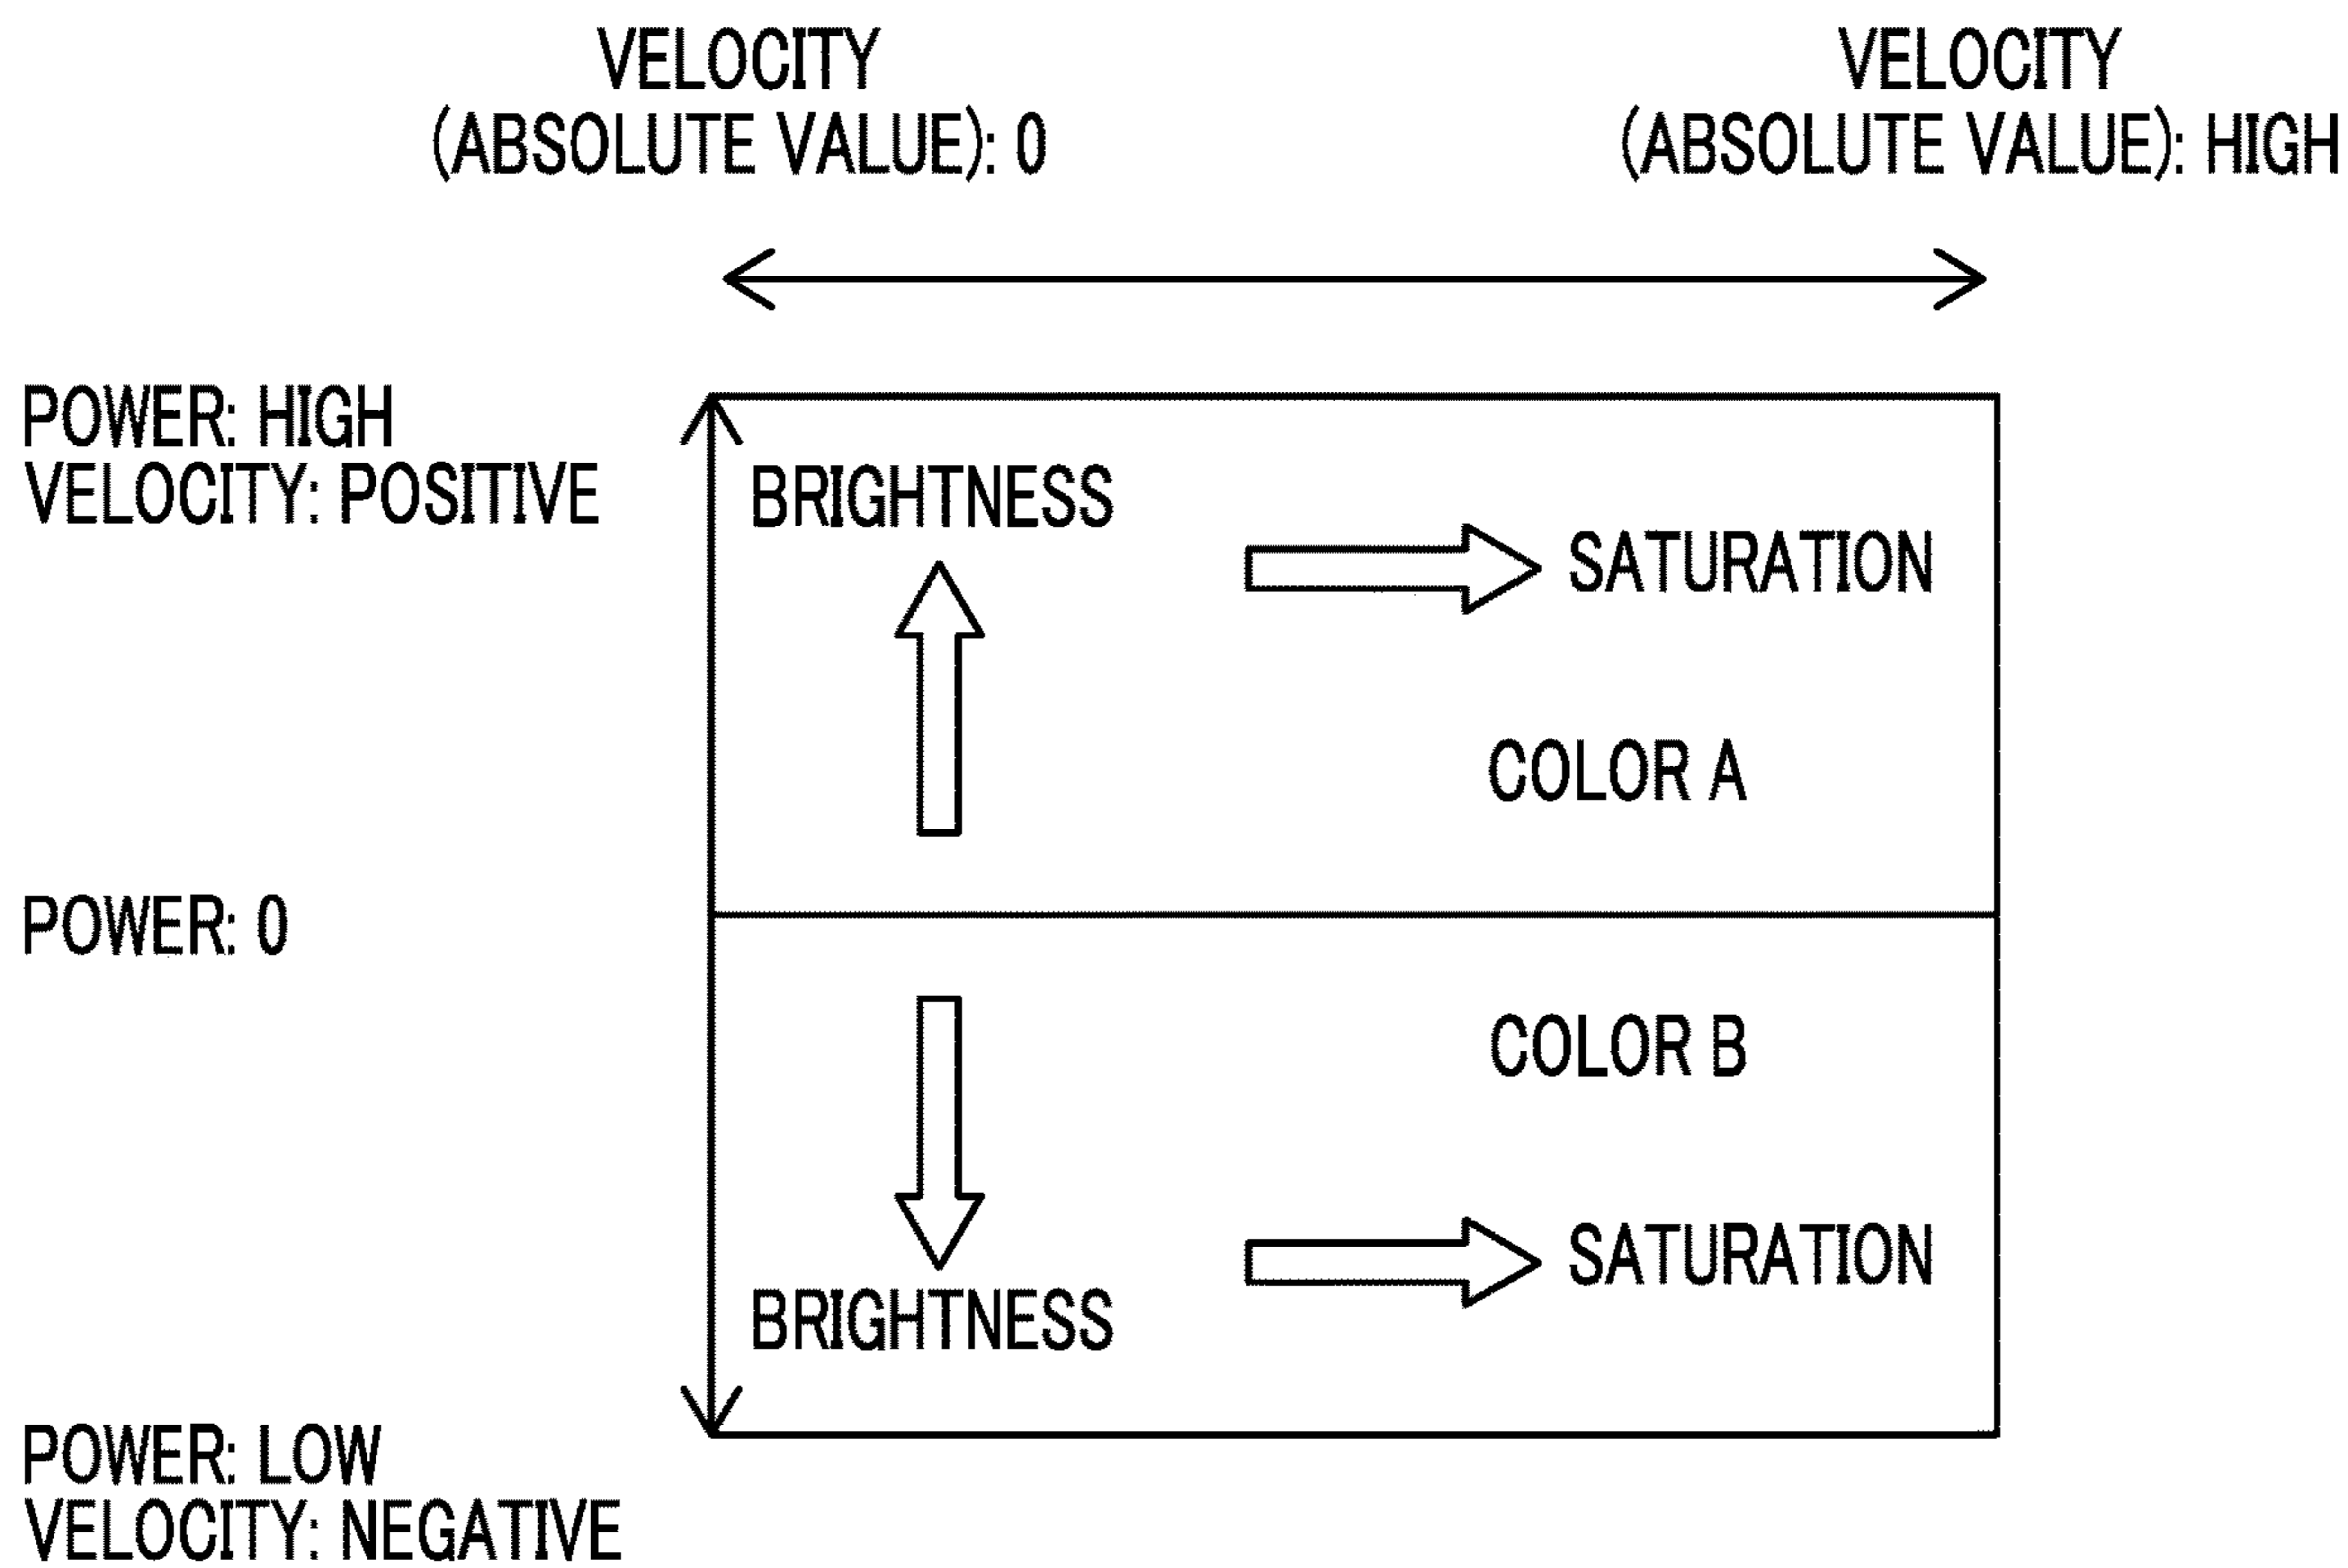 VELOCITY
(ABSOLUTE VALUE): 0
VELOCITY
(ABSOLUTE VALUE): HIGH
POWER: HIGH
VELOCITY: POSITIVE
BRIGHTNESS
SATURATION
COLOR A
POWER: 0
COLOR B
SATURATION
BRIGHTNESS
POWER: LOW
VELOCITY: NEGATIVE